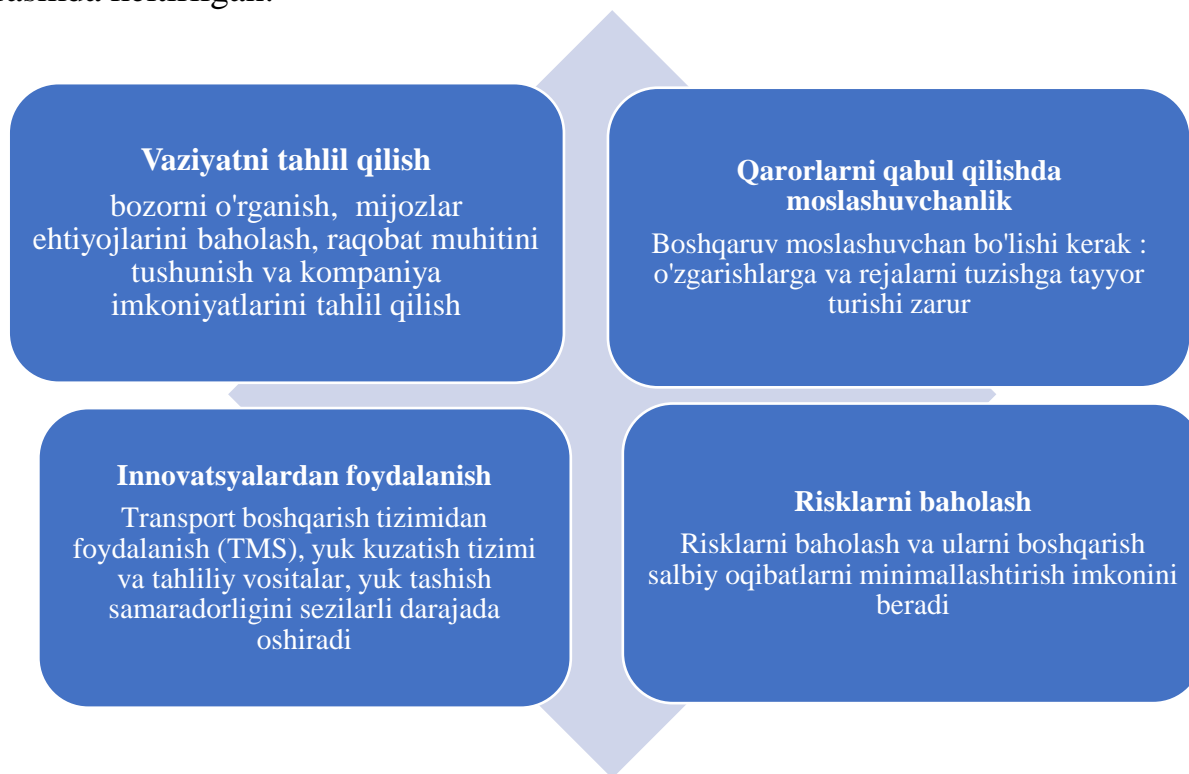 Vaziyatni tahlil qilish
bozorni o'rganish, mijozlar
ehtiyojlarini baholash, raqobat muhitini
tushunish va kompaniya
imkoniyatlarini tahlil qilish
Qarorlarni qabul qilishda
moslashuvchanlik
Boshqaruv moslashuvchan bo'lishi kerak :
o'zgarishlarga va rejalarni tuzishga tayyor
turishi zarur
Innovatsyalardan foydalanish
Transport boshqarish tizimidan
foydalanish (TMS), yuk kuzatish tizimi
va tahliliy vositalar, yuk tashish
samaradorligini sezilarli darajada
oshiradi
Risklarni baholash
Risklarni baholash va ularni boshqarish
salbiy oqibatlarni minimallashtirish imkonini
beradi